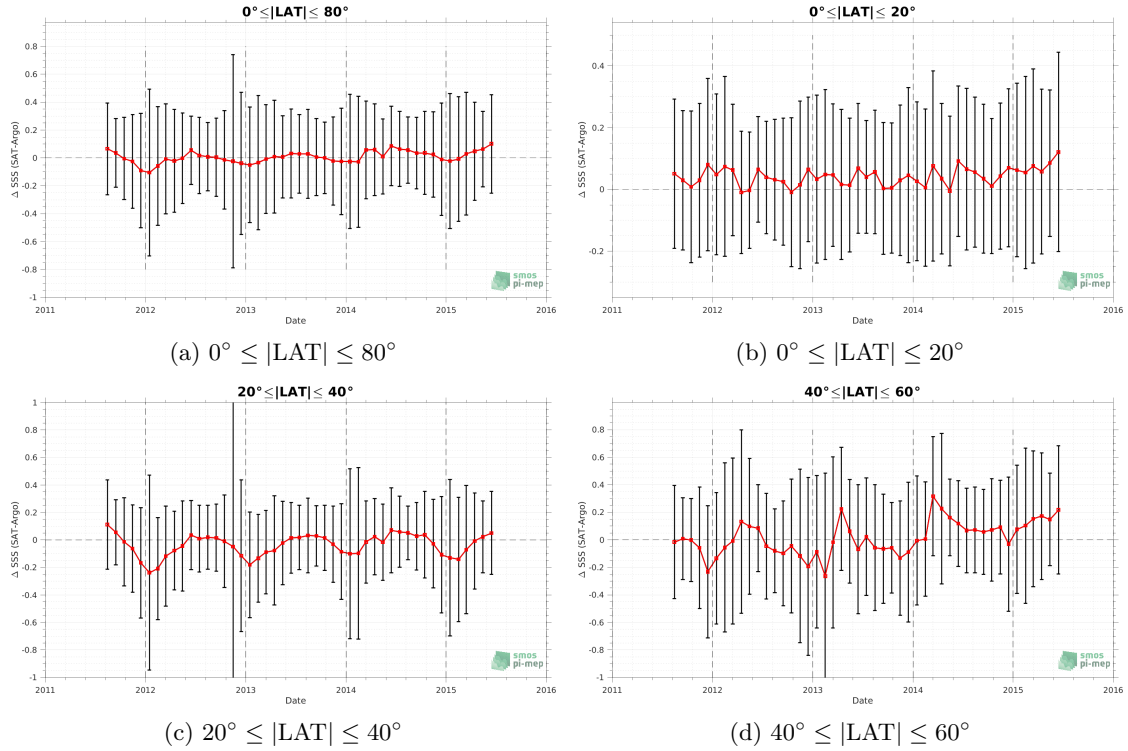 0°≤|LAT|≤ 80°
0.8
0.6
0.4
0.2
0
-0.2
-0.4
-0.6
-0.8
-1
Δ SSS (SAT-Argo)
2011 2012 2013 2014 2015 2016
Date
smos
pi-mep
(a) 0° ≤ |LAT| ≤ 80°
0°≤|LAT|≤ 20°
0.4
0.2
0
-0.2
Δ SSS (SAT-Argo)
2011 2012 2013 2014 2015 2016
Date
smos
pi-mep
(b) 0° ≤ |LAT| ≤ 20°
20°≤|LAT|≤ 40°
1
0.8
0.6
0.4
0.2
0
-0.2
-0.4
-0.6
-0.8
-1
Δ SSS (SAT-Argo)
2011 2012 2013 2014 2015 2016
Date
smos
pi-mep
(c) 20° ≤ |LAT| ≤ 40°
40°≤|LAT|≤ 60°
1
0.8
0.6
0.4
0.2
0
-0.2
-0.4
-0.6
-0.8
-1
Δ SSS (SAT-Argo)
2011 2012 2013 2014 2015 2016
Date
smos
pi-mep
(d) 40° ≤ |LAT| ≤ 60°